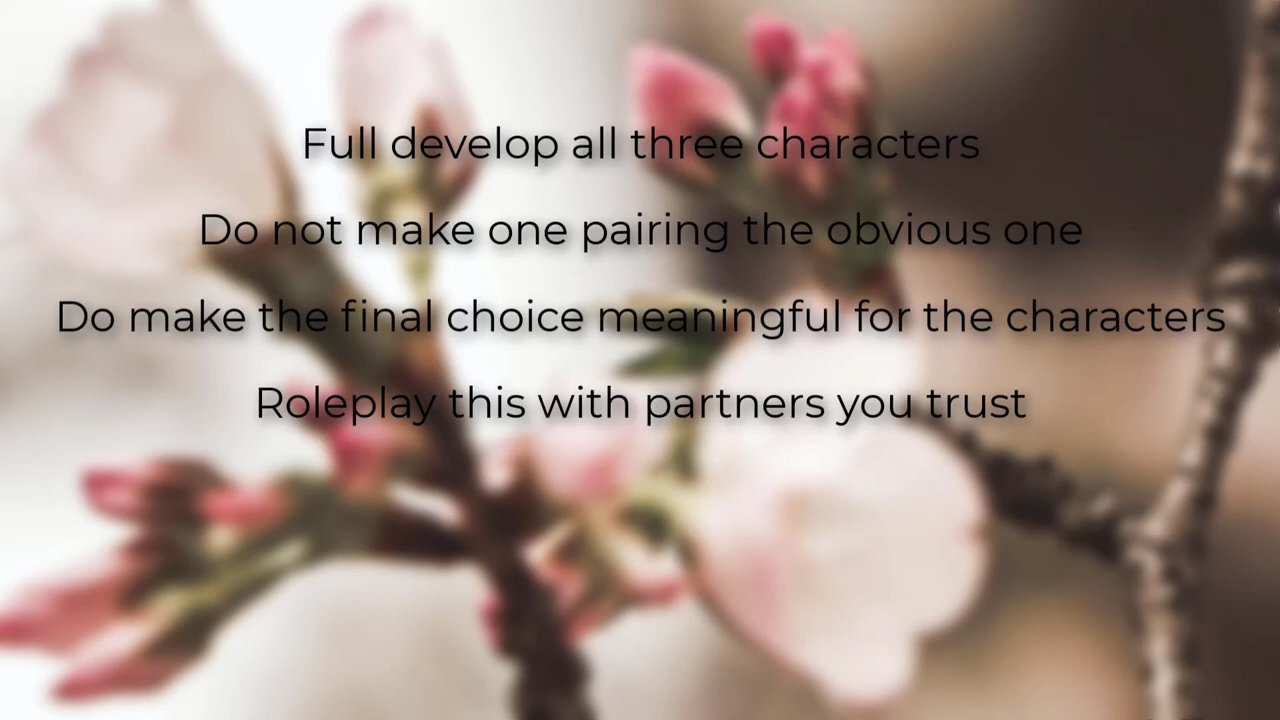 Full develop all three characters
Do not make one pairing the obvious one
Do make the final choice meaningful for the characters
Roleplay this with partners you trust